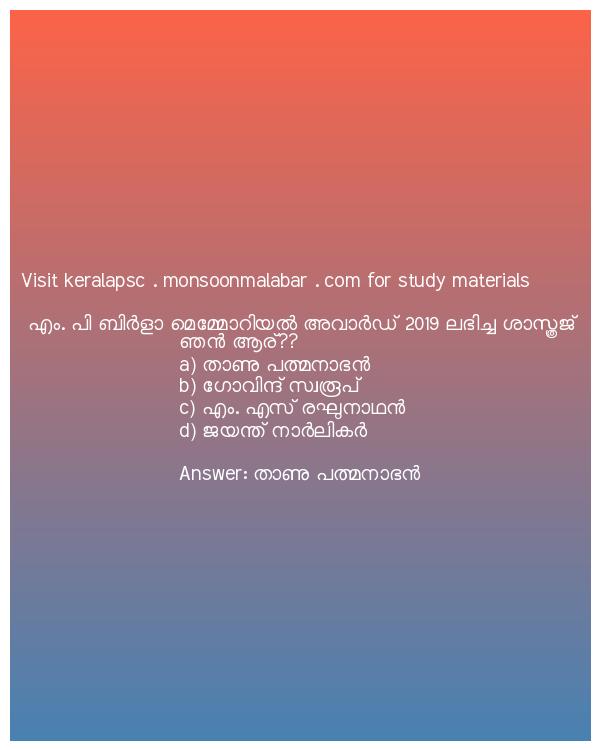 Visit keralapsc . monsoonmalabar . com for study materials
എം. പി ബിർളാ മെമ്മോറിയൽ അവാർഡ് 2019 ലഭിച്ച ശാസ്ത്രജ്
ഞൻ ആര്??
a) താണു പത്മനാഭൻ
b) ഗോവിന്ദ് സ്വരൂപ്
c) എം. എസ് രഘുനാഥൻ
d) ജയന്ത് നാർലികർ
Answer: താണു പത്മനാഭൻ